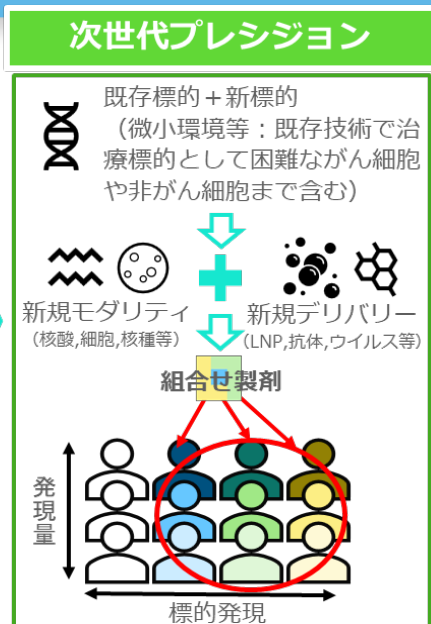 次世代プレシジョン
既存標的＋新標的
（微小環境等：既存技術で治
療標的として困難ながん細胞
や非がん細胞まで含む）
新規モダリティ
（核酸,細胞,核種等）
新規デリバリー
（LNP,抗体,ウイルス等）
組合せ製剤
発現量
標的発現